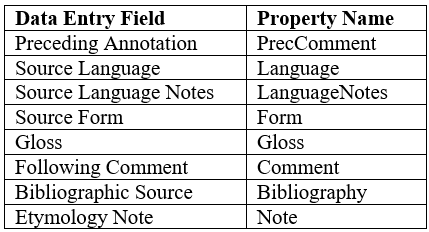 Data Entry Field Property Name
Preceding Annotation PrecComment
Source Language Language
Source Language Notes LanguageNotes
Source Form Form
Gloss Gloss
Following Comment Comment
Bibliographic Source Bibliography
Etymology Note Note